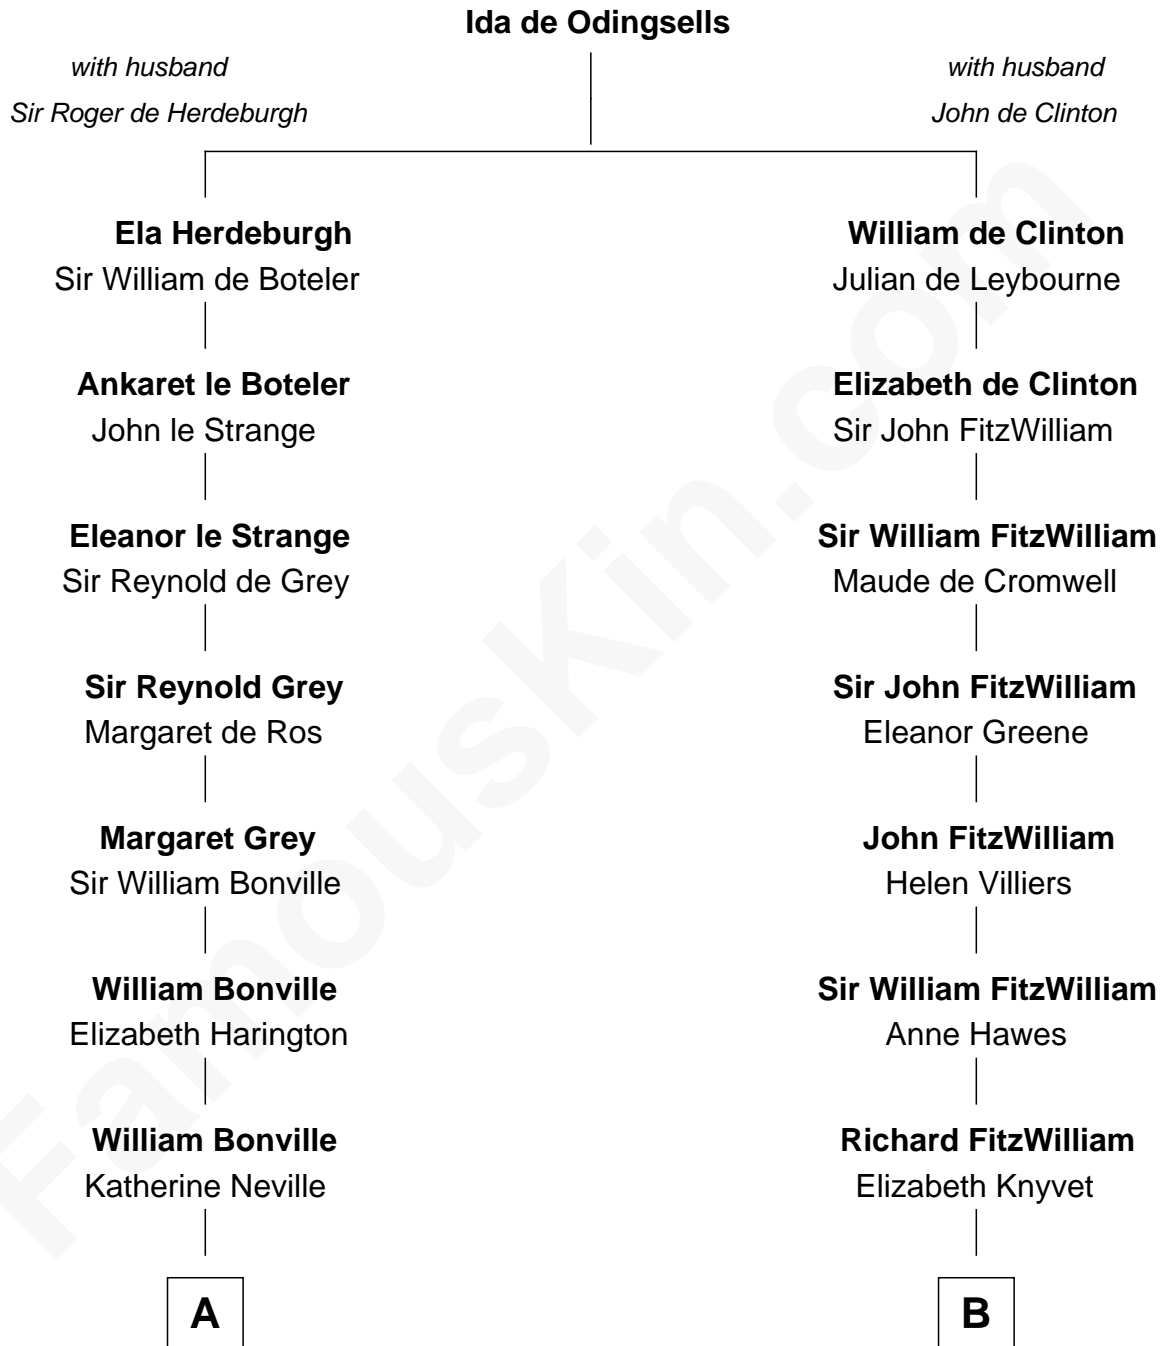 Ida de Odingsells
with husband
Sir Roger de Herdeburgh
with husband
John de Clinton
Ela Herdeburgh
Sir William de Boteler
William de Clinton
Julian de Leybourne
Ankaret le Boteler
John le Strange
Elizabeth de Clinton
Sir John FitzWilliam
Eleanor le Strange
Sir Reynold de Grey
Sir William FitzWilliam
Maude de Cromwell
Sir Reynold Grey
Margaret de Ros
Sir John FitzWilliam
Eleanor Greene
Margaret Grey
Sir William Bonville
John FitzWilliam
Helen Villiers
William Bonville
Elizabeth Harington
Sir William FitzWilliam
Anne Hawes
William Bonville
Katherine Neville
Richard FitzWilliam
Elizabeth Knyvet
A
B
FamousKin.com